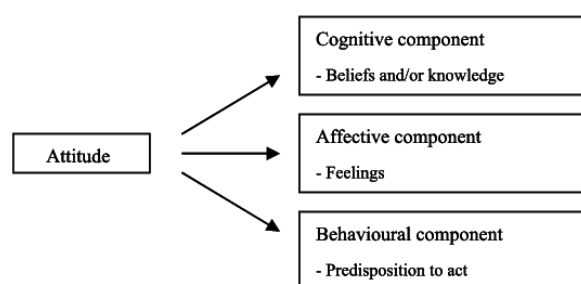 Cognitive component
- Beliefs and/or knowledge
Attitude
Affective component
- Feelings
Behavioural component
- Predisposition to act